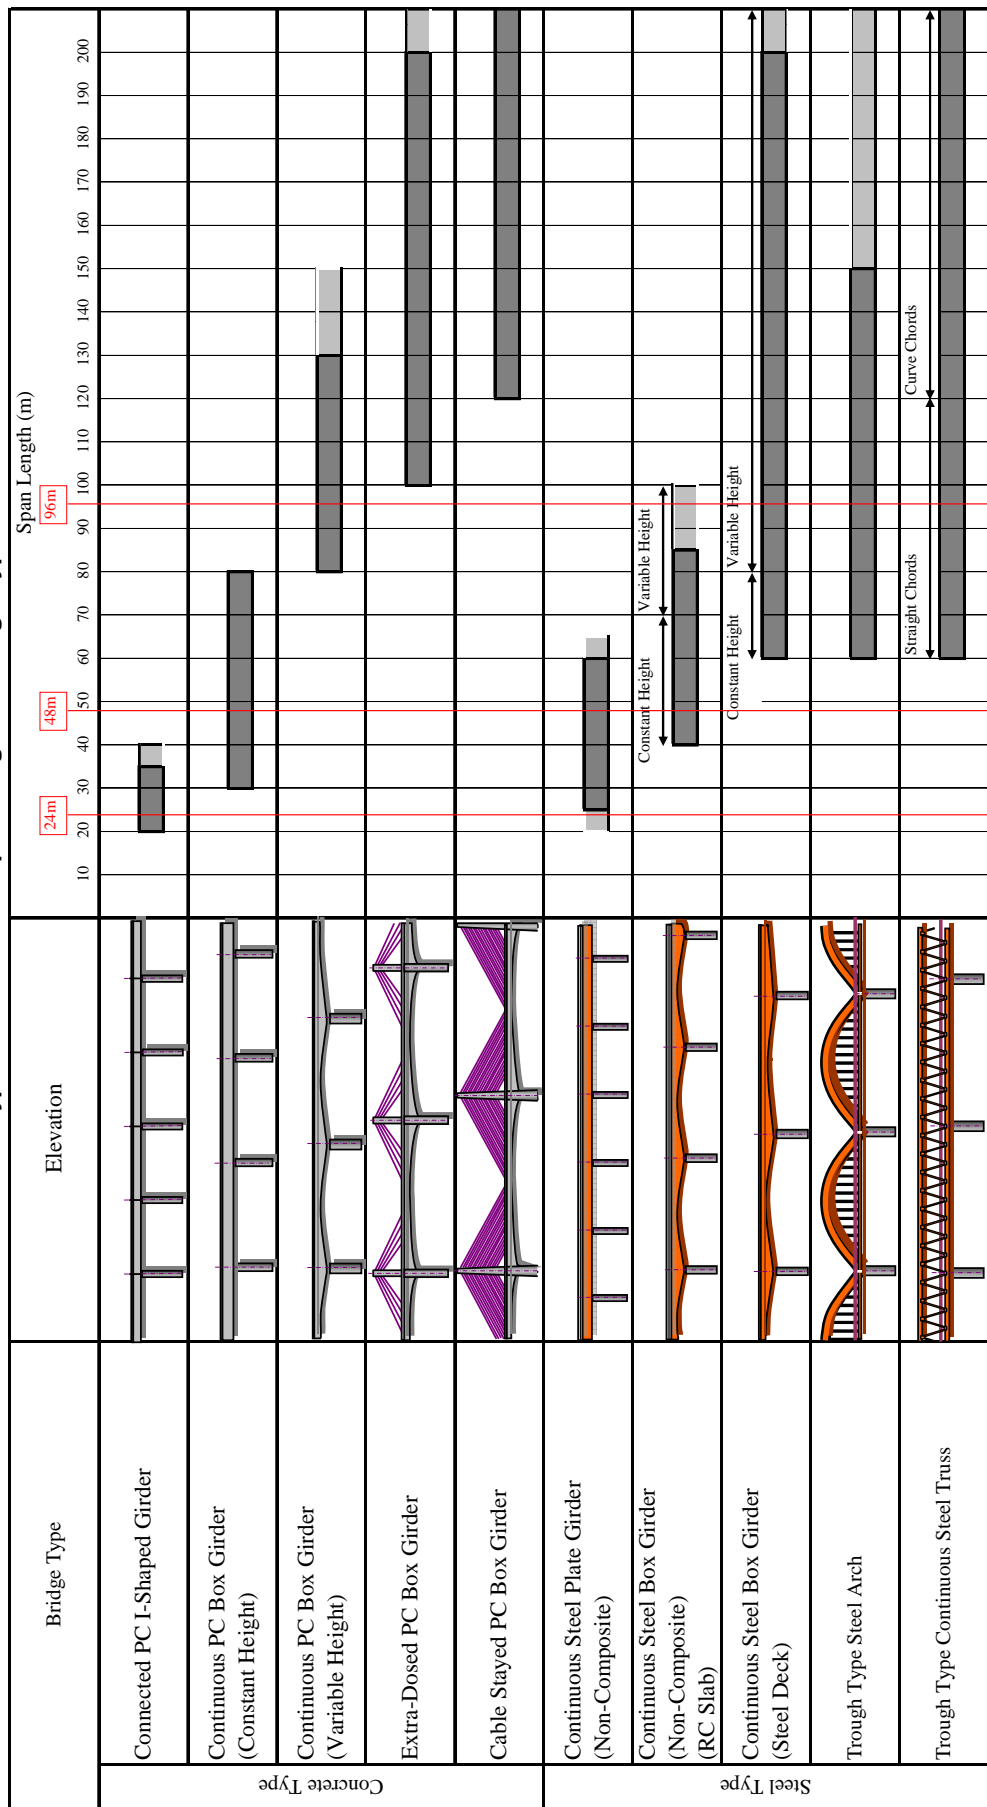 Bridge Type
Elevation
Span Length (m)
24m
48m
96m
10
20
30
40
50
60
70
80
90
100
110
120
130
140
150
160
170
180
190
200
Concrete Type
Connected PC I-Shaped Girder
Continuous PC Box Girder
(Constant Height)
Continuous PC Box Girder
(Variable Height)
Extra-Dosed PC Box Girder
Cable Stayed PC Box Girder
Steel Type
Continuous Steel Plate Girder
(Non-Composite)
Continuous Steel Box Girder
(Non-Composite)
(RC Slab)
Constant Height
Variable Height
Continuous Steel Box Girder
(Steel Deck)
Constant Height
Variable Height
Trough Type Steel Arch
Trough Type Continuous Steel Truss
Straight Chords
Curve Chords